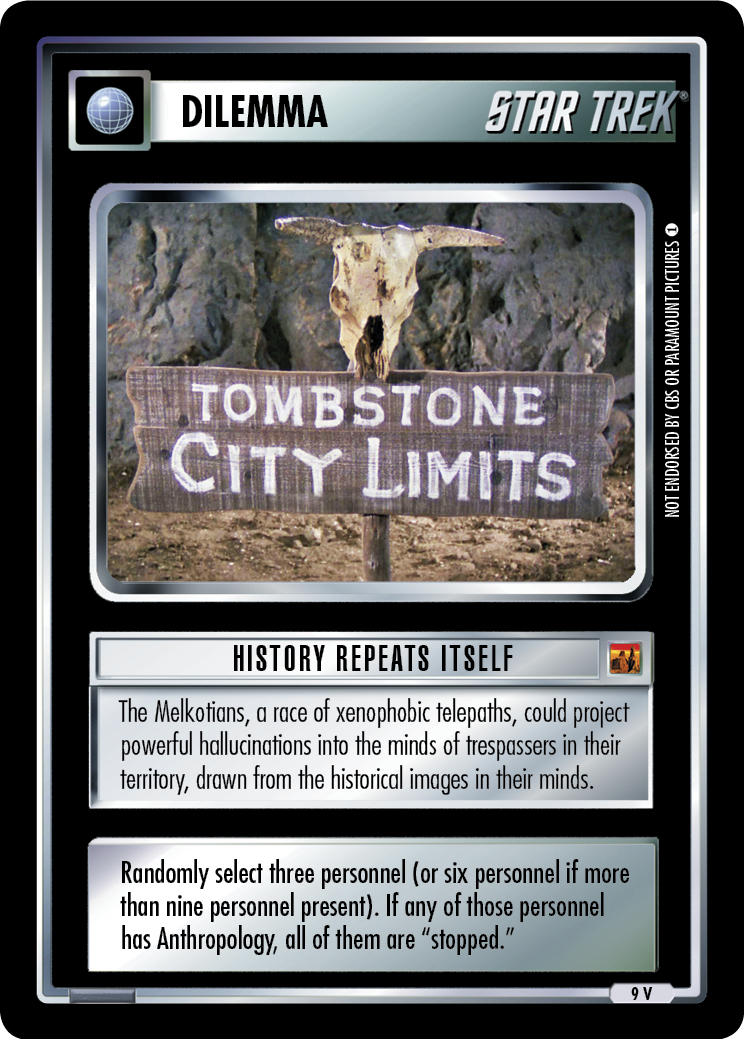 DILEMMA
STAR TREK®
TOMBSTONE
CITY LIMITS
NOT ENDORSED BY CBS OR PARAMOUNT PICTURES 1
HISTORY REPEATS ITSELF
The Melkotians, a race of xenophobic telepaths, could project
powerful hallucinations into the minds of trespassers in their
territory, drawn from the historical images in their minds.
Randomly select three personnel (or six personnel if more
than nine personnel present). If any of those personnel
has Anthropology, all of them are “stopped.”
9 V